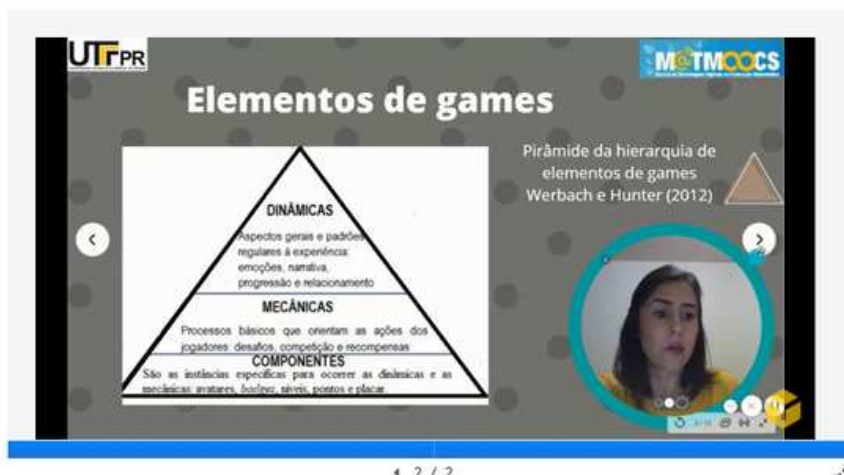 UTFPR
M@TMOOCS
Elementos de games
Pirâmide da hierarquia de
elementos de games
Werbach e Hunter (2012)
DINÂMICAS
Aspectos gerais e padrões
regulares à experiência:
emoções, narrativa,
progressão e relacionamento
MECÂNICAS
Processos básicos que orientam as ações dos
jogadores: desafios, competição e recompensas
COMPONENTES
São as instâncias específicas para ocorrer as dinâmicas e as
mecânicas: avatares, níveis, pontos e placar.
2 / 2